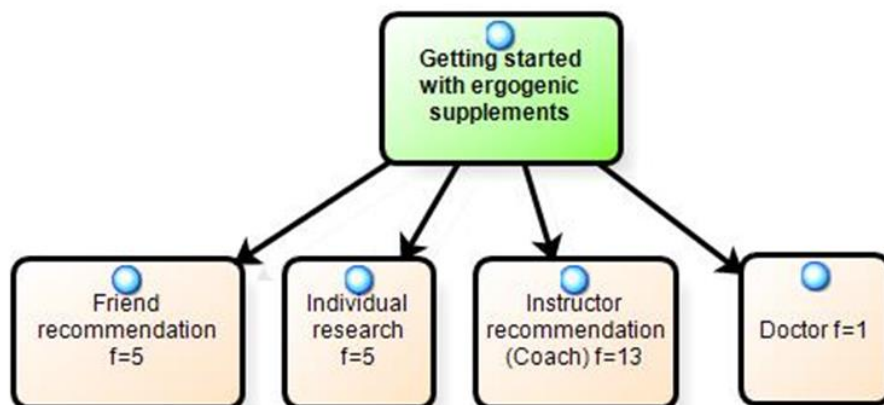 Getting started
with ergogenic
supplements
Friend
recommendation
f=5
Individual
research
f=5
Instructor
recommendation
(Coach) f=13
Doctor f=1